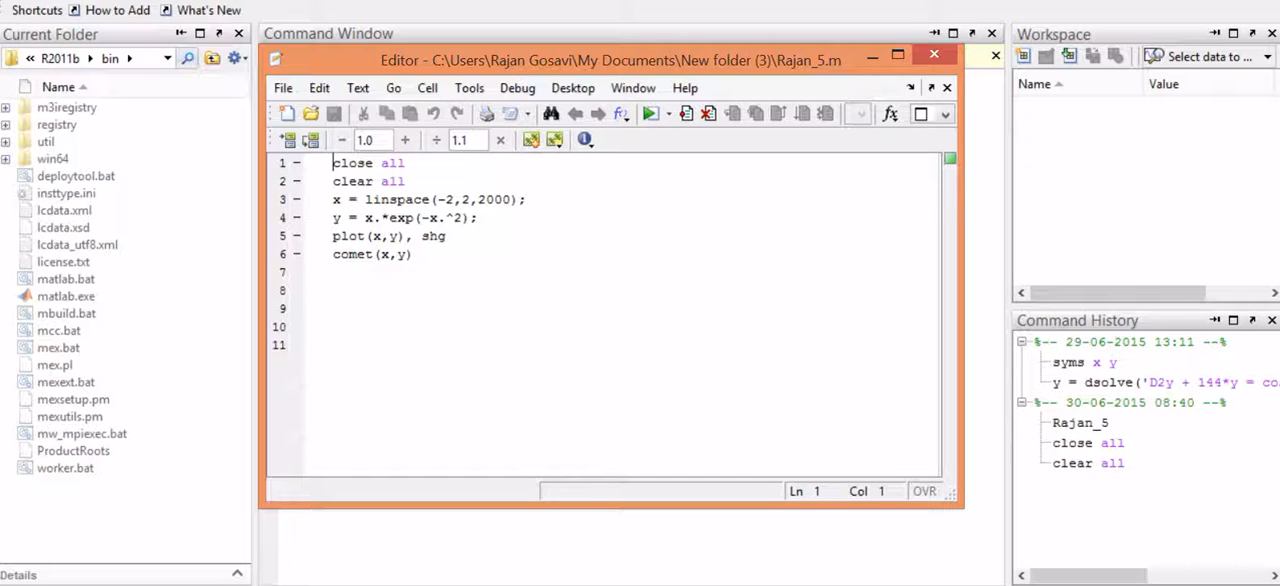 Shortcuts How to Add What's New
Current Folder
« R2011b bin
Name
m3iregistry
registry
util
win64
deploytool.bat
insttype.ini
lcdata.xml
lcdata.xsd
lcdata_utf8.xml
license.txt
matlab.bat
matlab.exe
mbuild.bat
mcc.bat
mex.bat
mex.pl
mexext.bat
mexsetup.pm
mexutils.pm
mw_mpiexec.bat
ProductRoots
worker.bat
Details
Command Window
Editor - C:\Users\Rajan Gosavi\My Documents\New folder (3)\Rajan_5.m
File Edit Text Go Cell Tools Debug Desktop Window Help
1.0 1.1
1 close all
2 clear all
3 x = linspace(-2,2,2000);
4 y = x.*exp(-x.^2);
5 plot(x,y), shg
6 comet(x,y)
7
8
9
10
11
Ln 1 Col 1 OVR
Workspace
Select data to ...
Name Value
Command History
%-- 29-06-2015 13:11 --%
syms x y
y = dsolve('D2y + 144*y = co
%-- 30-06-2015 08:40 --%
Rajan_5
close all
clear all